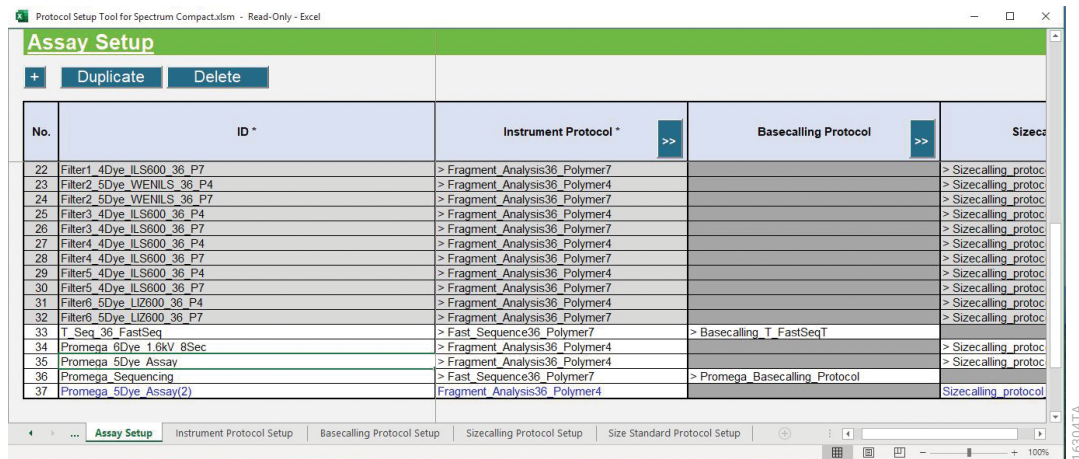 Protocol Setup Tool for Spectrum Compact.xlsm - Read-Only - Excel
Assay Setup
+ Duplicate Delete
No. ID * Instrument Protocol * >> Basecalling Protocol >> Sizeca
22 Filter1_4Dye_ILS600_36_P7 > Fragment_Analysis36_Polymer7 > Sizecalling_protoc
23 Filter2_5Dye_WENILS_36_P4 > Fragment_Analysis36_Polymer4 > Sizecalling_protoc
24 Filter2_5Dye_WENILS_36_P7 > Fragment_Analysis36_Polymer7 > Sizecalling_protoc
25 Filter3_4Dye_ILS600_36_P4 > Fragment_Analysis36_Polymer4 > Sizecalling_protoc
26 Filter3_4Dye_ILS600_36_P7 > Fragment_Analysis36_Polymer7 > Sizecalling_protoc
27 Filter4_4Dye_ILS600_36_P4 > Fragment_Analysis36_Polymer4 > Sizecalling_protoc
28 Filter4_4Dye_ILS600_36_P7 > Fragment_Analysis36_Polymer7 > Sizecalling_protoc
29 Filter5_4Dye_ILS600_36_P4 > Fragment_Analysis36_Polymer4 > Sizecalling_protoc
30 Filter5_4Dye_ILS600_36_P7 > Fragment_Analysis36_Polymer7 > Sizecalling_protoc
31 Filter6_5Dye_LIZ600_36_P4 > Fragment_Analysis36_Polymer4 > Sizecalling_protoc
32 Filter6_5Dye_LIZ600_36_P7 > Fragment_Analysis36_Polymer7 > Sizecalling_protoc
33 T_Seq_36_FastSeq > Fast_Sequence36_Polymer7 > Basecalling_T_FastSeqT
34 Promega_6Dye_1.6kV_8Sec > Fragment_Analysis36_Polymer4 > Sizecalling_protoc
35 Promega_5Dye_Assay > Fragment_Analysis36_Polymer4 > Sizecalling_protoc
36 Promega_Sequencing > Fast_Sequence36_Polymer7 > Promega_Basecalling_Protocol
37 Promega_5Dye_Assay(2) Fragment_Analysis36_Polymer4 Sizecalling_protocol
... Assay Setup Instrument Protocol Setup Basecalling Protocol Setup Sizecalling Protocol Setup Size Standard Protocol Setup
100%
16304TA